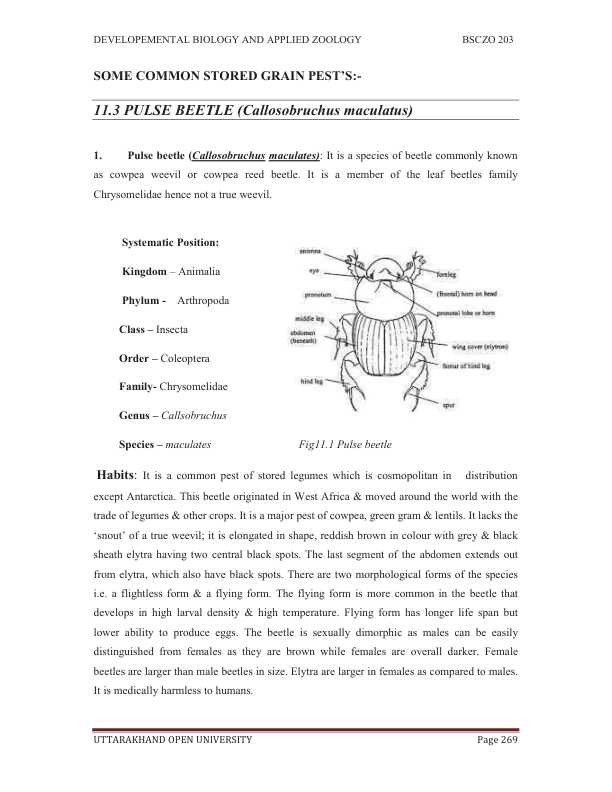 DEVELOPEMENTAL BIOLOGY AND APPLIED ZOOLOGY BSCZO 203
SOME COMMON STORED GRAIN PEST'S:-
11.3 PULSE BEETLE (Callosobruchus maculatus)
1. Pulse beetle (Callosobruchus maculates): It is a species of beetle commonly known
as cowpea weevil or cowpea reed beetle. It is a member of the leaf beetles family
Chrysomelidae hence not a true weevil.
Systematic Position:
Kingdom – Animalia
Phylum - Arthropoda
Class – Insecta
Order – Coleoptera
Family- Chrysomelidae
Genus – Callsobruchus
Species – maculates
antenna
eye
pronotum
middle leg
abdomen
(beneath)
hind leg
foreleg
(frontal) horn on head
pronotal lobe or horn
wing cover (elytron)
femur of hind leg
spur
Fig11.1 Pulse beetle
Habits: It is a common pest of stored legumes which is cosmopolitan in distribution
except Antarctica. This beetle originated in West Africa & moved around the world with the
trade of legumes & other crops. It is a major pest of cowpea, green gram & lentils. It lacks the
‘snout’ of a true weevil; it is elongated in shape, reddish brown in colour with grey & black
sheath elytra having two central black spots. The last segment of the abdomen extends out
from elytra, which also have black spots. There are two morphological forms of the species
i.e. a flightless form & a flying form. The flying form is more common in the beetle that
develops in high larval density & high temperature. Flying form has longer life span but
lower ability to produce eggs. The beetle is sexually dimorphic as males can be easily
distinguished from females as they are brown while females are overall darker. Female
beetles are larger than male beetles in size. Elytra are larger in females as compared to males.
It is medically harmless to humans.
UTTARAKHAND OPEN UNIVERSITY Page 269